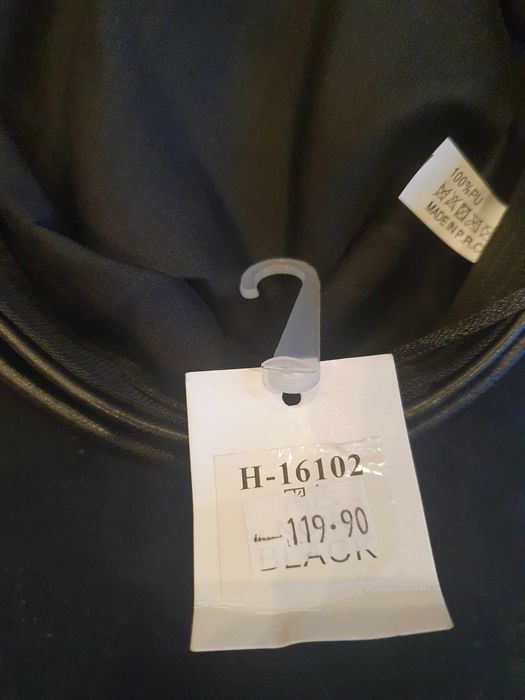 100%PU
MADE IN P.R.C
H-16102
119.90
BLACK